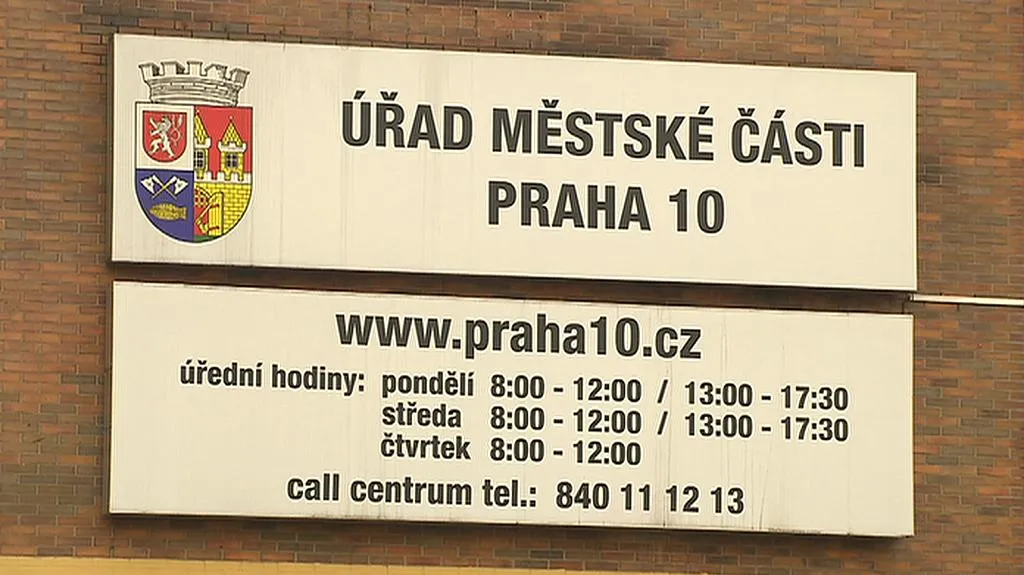 ÚŘAD MĚSTSKÉ ČÁSTI
PRAHA 10
www.praha10.cz
úřední hodiny: pondělí 8:00 - 12:00 / 13:00 - 17:30
středa 8:00 - 12:00 / 13:00 - 17:30
čtvrtek 8:00 - 12:00
call centrum tel.: 840 11 12 13